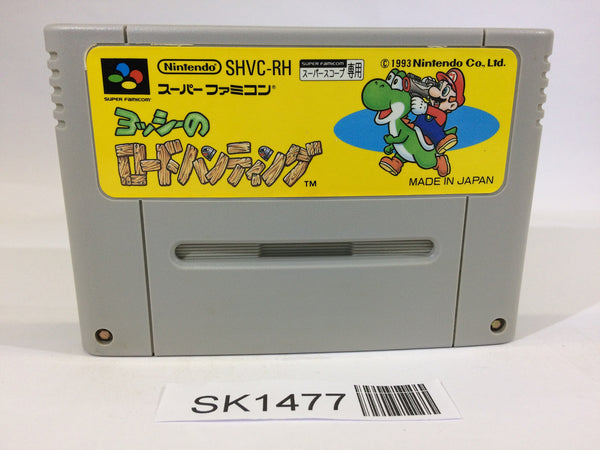 Nintendo SHVC-RH SUPER FAMICOM スーパースコープ 専用 © 1993 Nintendo Co., Ltd.
SUPER FAMICOM
スーパーファミコン®
ヨッシーの
ロードハンティング ™
MADE IN JAPAN
SK1477